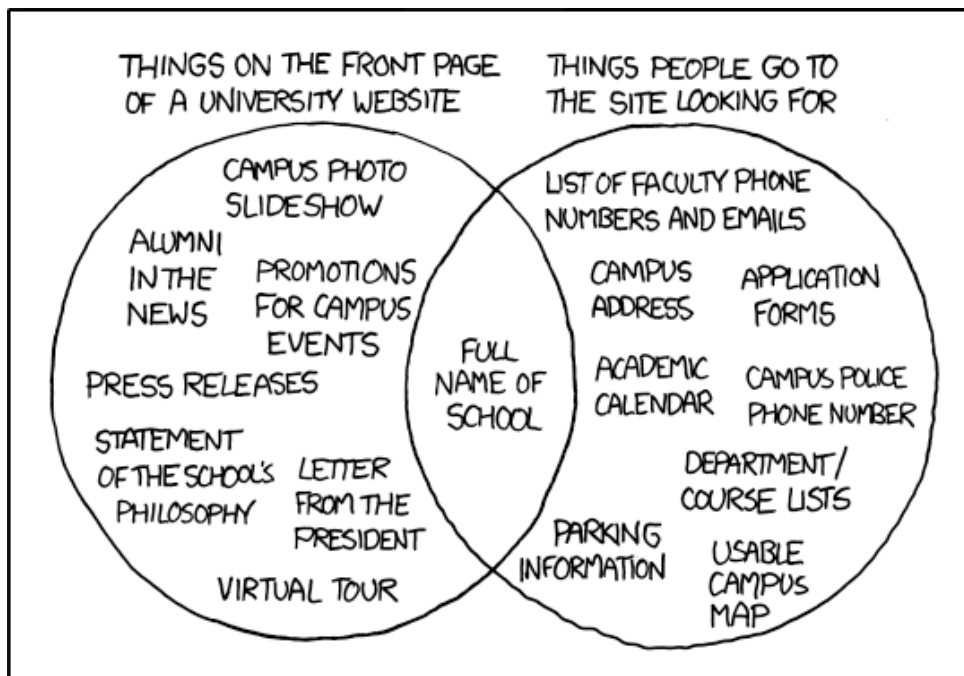 THINGS ON THE FRONT PAGE
OF A UNIVERSITY WEBSITE
THINGS PEOPLE GO TO
THE SITE LOOKING FOR
CAMPUS PHOTO
SLIDESHOW
ALUMNI
IN THE
NEWS
PROMOTIONS
FOR CAMPUS
EVENTS
PRESS RELEASES
STATEMENT
OF THE SCHOOL'S
PHILOSOPHY
LETTER
FROM THE
PRESIDENT
VIRTUAL TOUR
FULL
NAME OF
SCHOOL
LIST OF FACULTY PHONE
NUMBERS AND EMAILS
CAMPUS
ADDRESS
APPLICATION
FORMS
ACADEMIC
CALENDAR
CAMPUS POLICE
PHONE NUMBER
DEPARTMENT/
COURSE LISTS
PARKING
INFORMATION
USABLE
CAMPUS
MAP